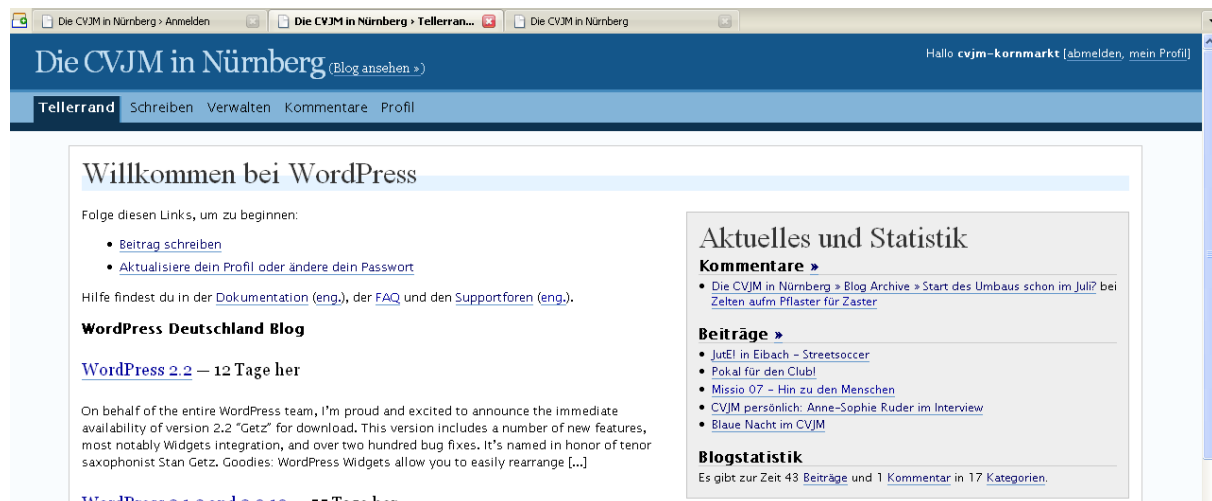 Die CVJM in Nürnberg › Anmelden
Die CVJM in Nürnberg › Tellerran...
Die CVJM in Nürnberg
Die CVJM in Nürnberg (Blog ansehen »)
Hallo cvjm-kornmarkt [abmelden, mein Profil]
Tellerrand Schreiben Verwalten Kommentare Profil
Willkommen bei WordPress
Folge diesen Links, um zu beginnen:
• Beitrag schreiben
• Aktualisiere dein Profil oder ändere dein Passwort
Hilfe findest du in der Dokumentation (eng.), der FAQ und den Supportforen (eng.).
WordPress Deutschland Blog
WordPress 2.2 — 12 Tage her
On behalf of the entire WordPress team, I'm proud and excited to announce the immediate
availability of version 2.2 "Getz" for download. This version includes a number of new features,
most notably Widgets integration, and over two hundred bug fixes. It's named in honor of tenor
saxophonist Stan Getz. Goodies: WordPress Widgets allow you to easily rearrange [...]
Aktuelles und Statistik
Kommentare »
• Die CVJM in Nürnberg » Blog Archive » Start des Umbaus schon im Juli? bei
Zelten aufm Pflaster für Zaster
Beiträge »
• JutE! in Eibach – Streetsoccer
• Pokal für den Club!
• Missio 07 – Hin zu den Menschen
• CVJM persönlich: Anne-Sophie Ruder im Interview
• Blaue Nacht im CVJM
Blogstatistik
Es gibt zur Zeit 43 Beiträge und 1 Kommentar in 17 Kategorien.